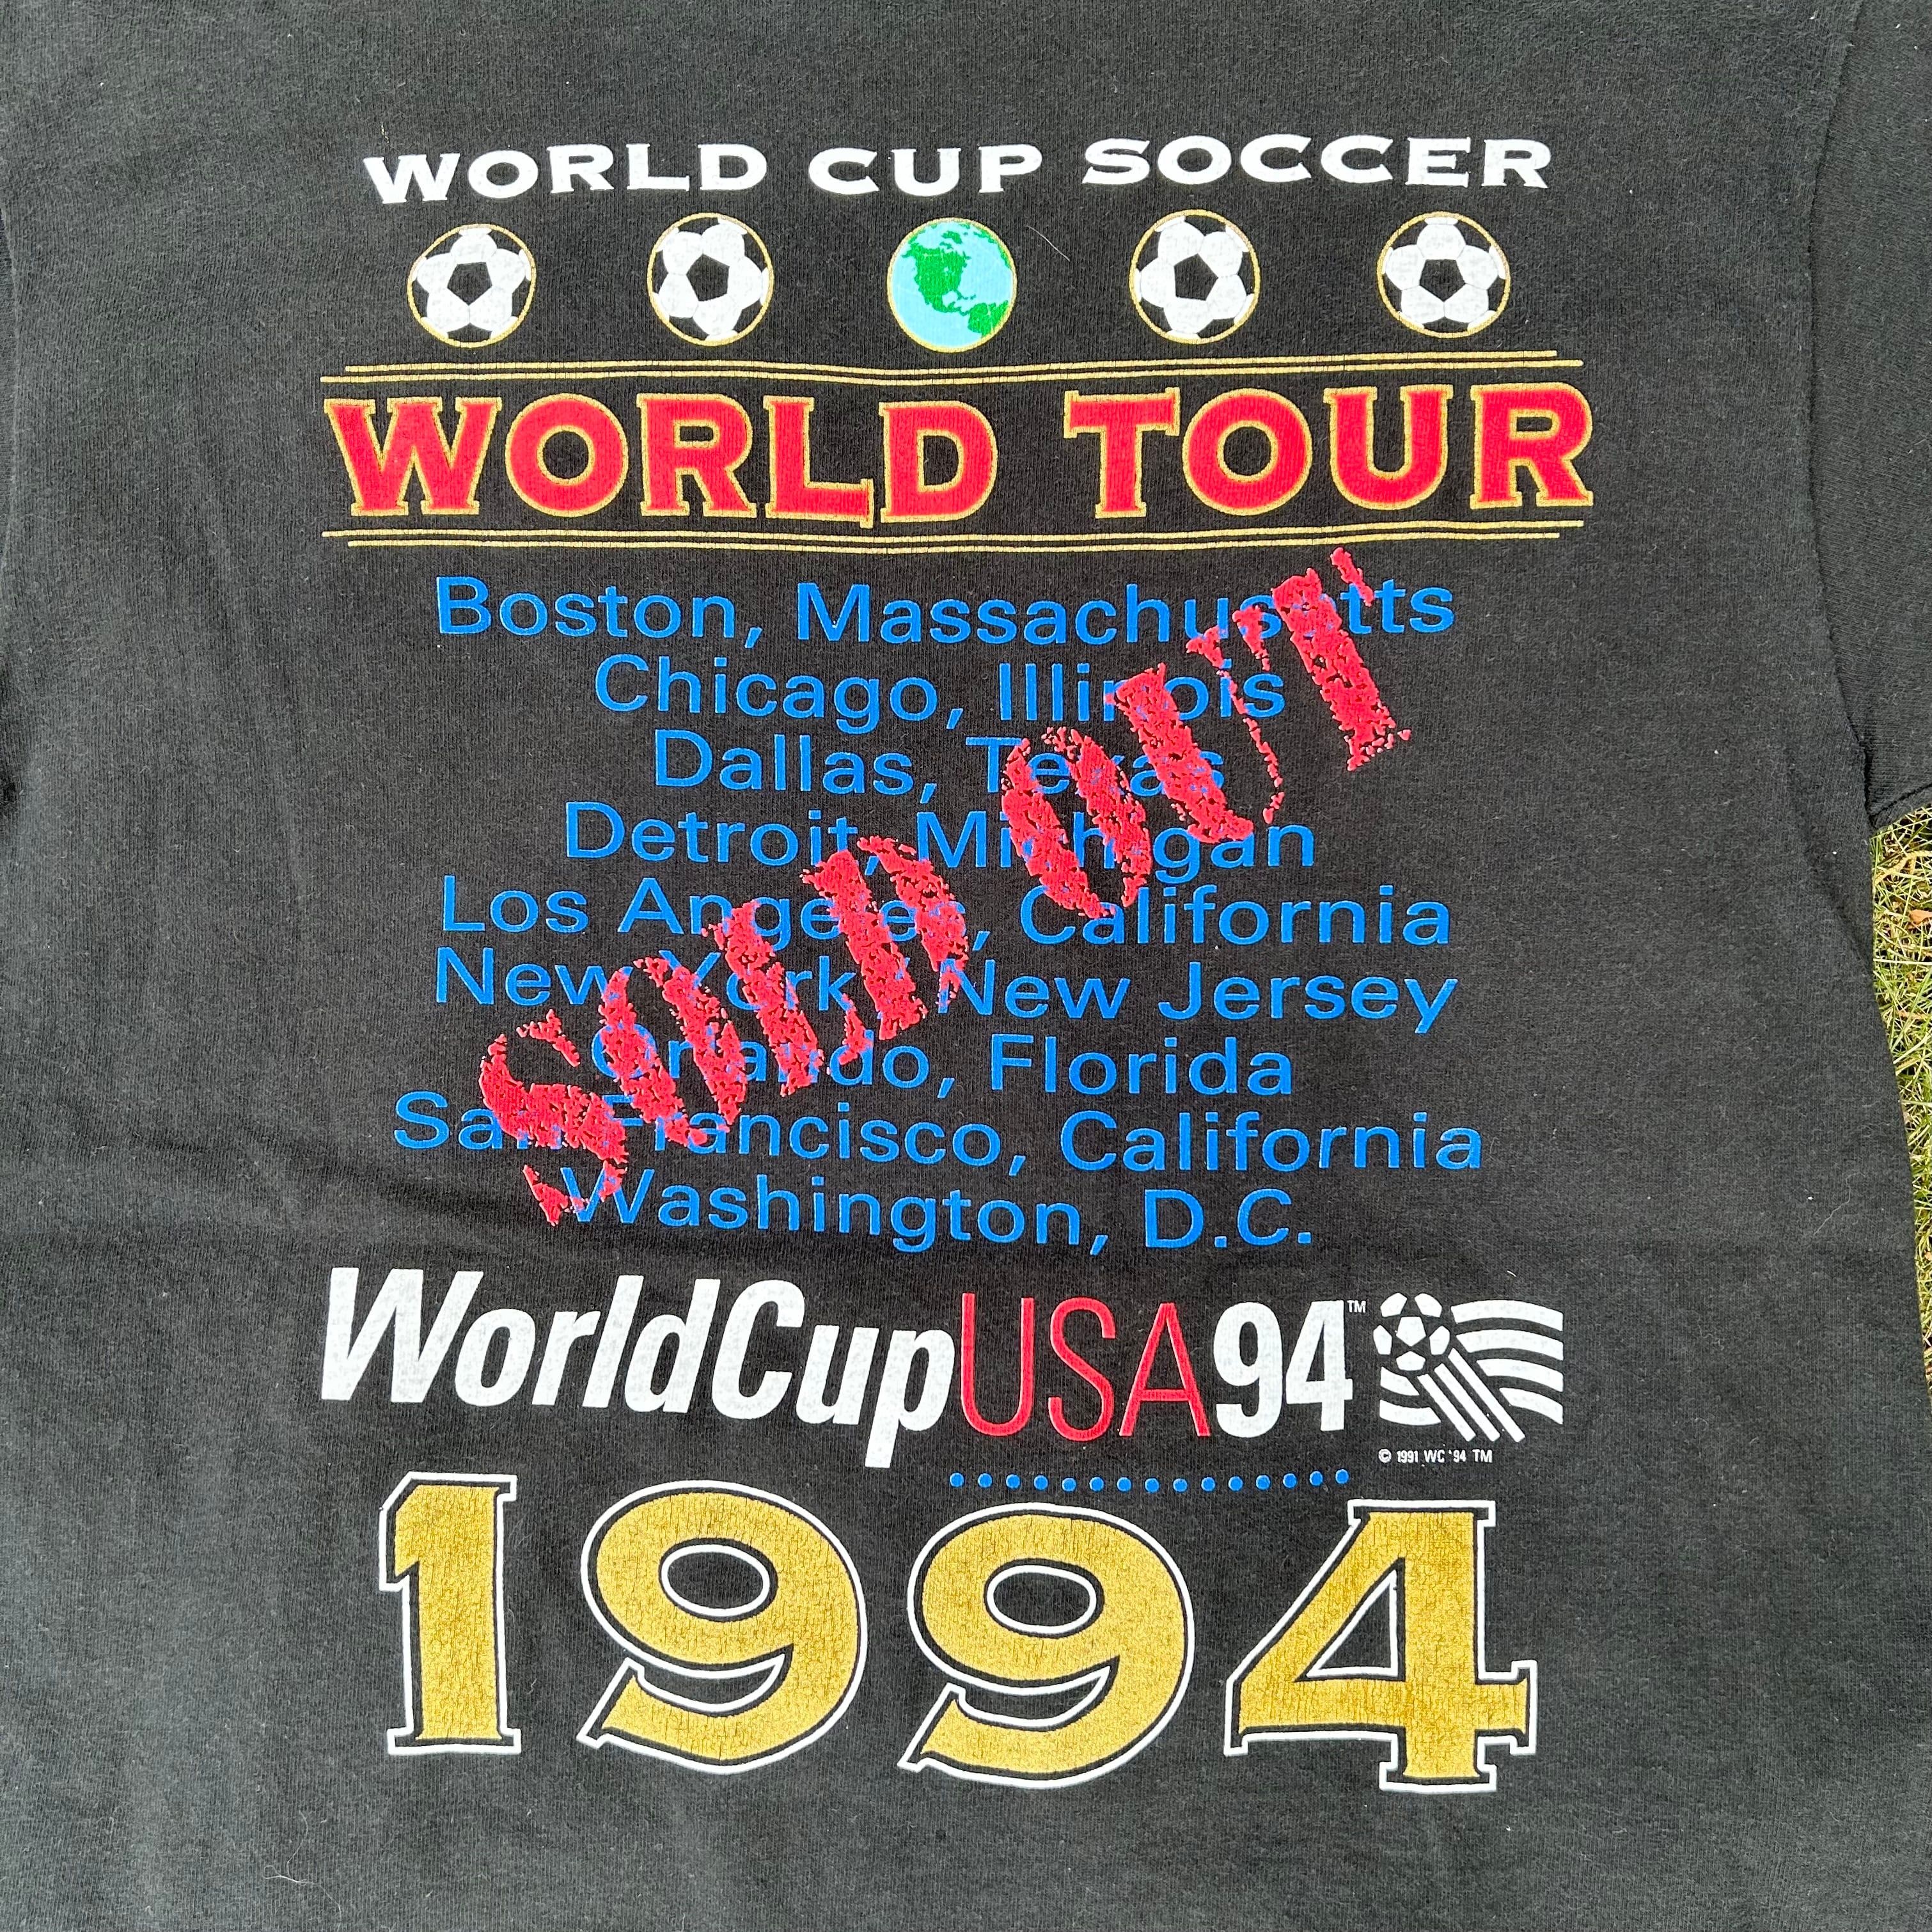 WORLD CUP SOCCER
WORLD TOUR
Boston, Massachusetts
Chicago, Illinois
Dallas, Texas
Detroit, Michigan
Los Angeles, California
New York, New Jersey
Orlando, Florida
San Francisco, California
Washington, D.C.
SOLD OUT!
WorldCupUSA94™
© 1991 WC '94 TM
1994